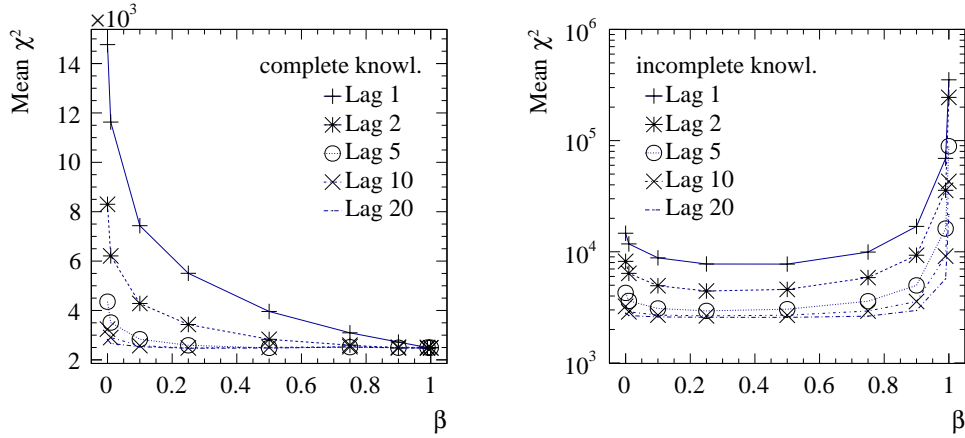 ×10³
Mean χ²
14
12
10
8
6
4
2
0 0.2 0.4 0.6 0.8 1
β
complete knowl.
Lag 1
Lag 2
Lag 5
Lag 10
Lag 20
Mean χ²
10⁶
10⁵
10⁴
10³
0 0.2 0.4 0.6 0.8 1
β
incomplete knowl.
Lag 1
Lag 2
Lag 5
Lag 10
Lag 20